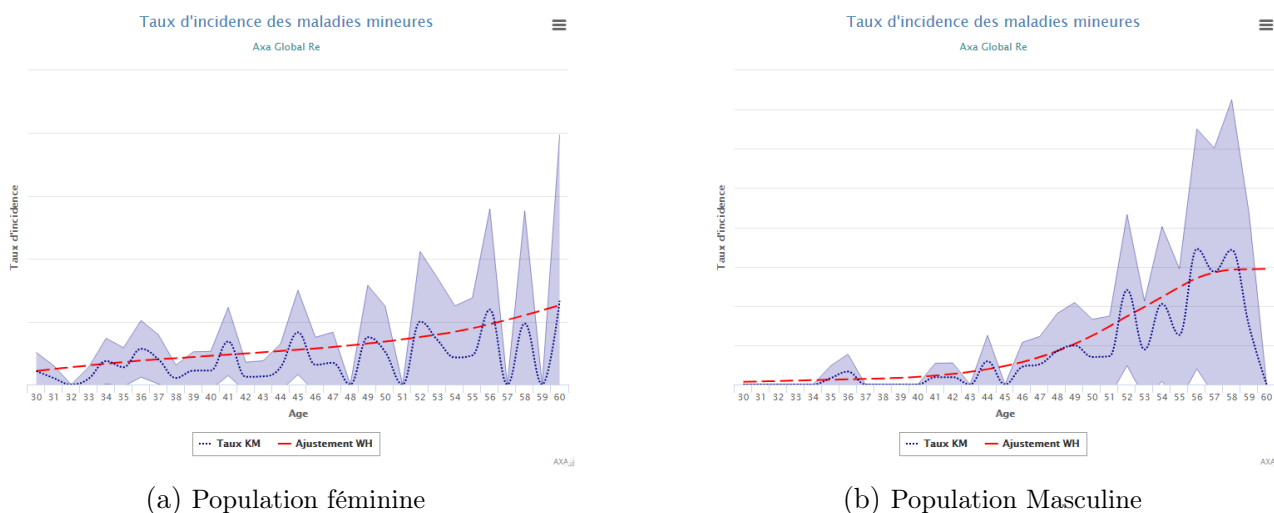 Taux d'incidence des maladies mineures
Axa Global Re
Taux d'incidence
30 31 32 33 34 35 36 37 38 39 40 41 42 43 44 45 46 47 48 49 50 51 52 53 54 55 56 57 58 59 60
Age
Taux KM Ajustement WH
AXA
(a) Population féminine
Taux d'incidence des maladies mineures
Axa Global Re
Taux d'incidence
30 31 32 33 34 35 36 37 38 39 40 41 42 43 44 45 46 47 48 49 50 51 52 53 54 55 56 57 58 59 60
Age
Taux KM Ajustement WH
AXA
(b) Population Masculine